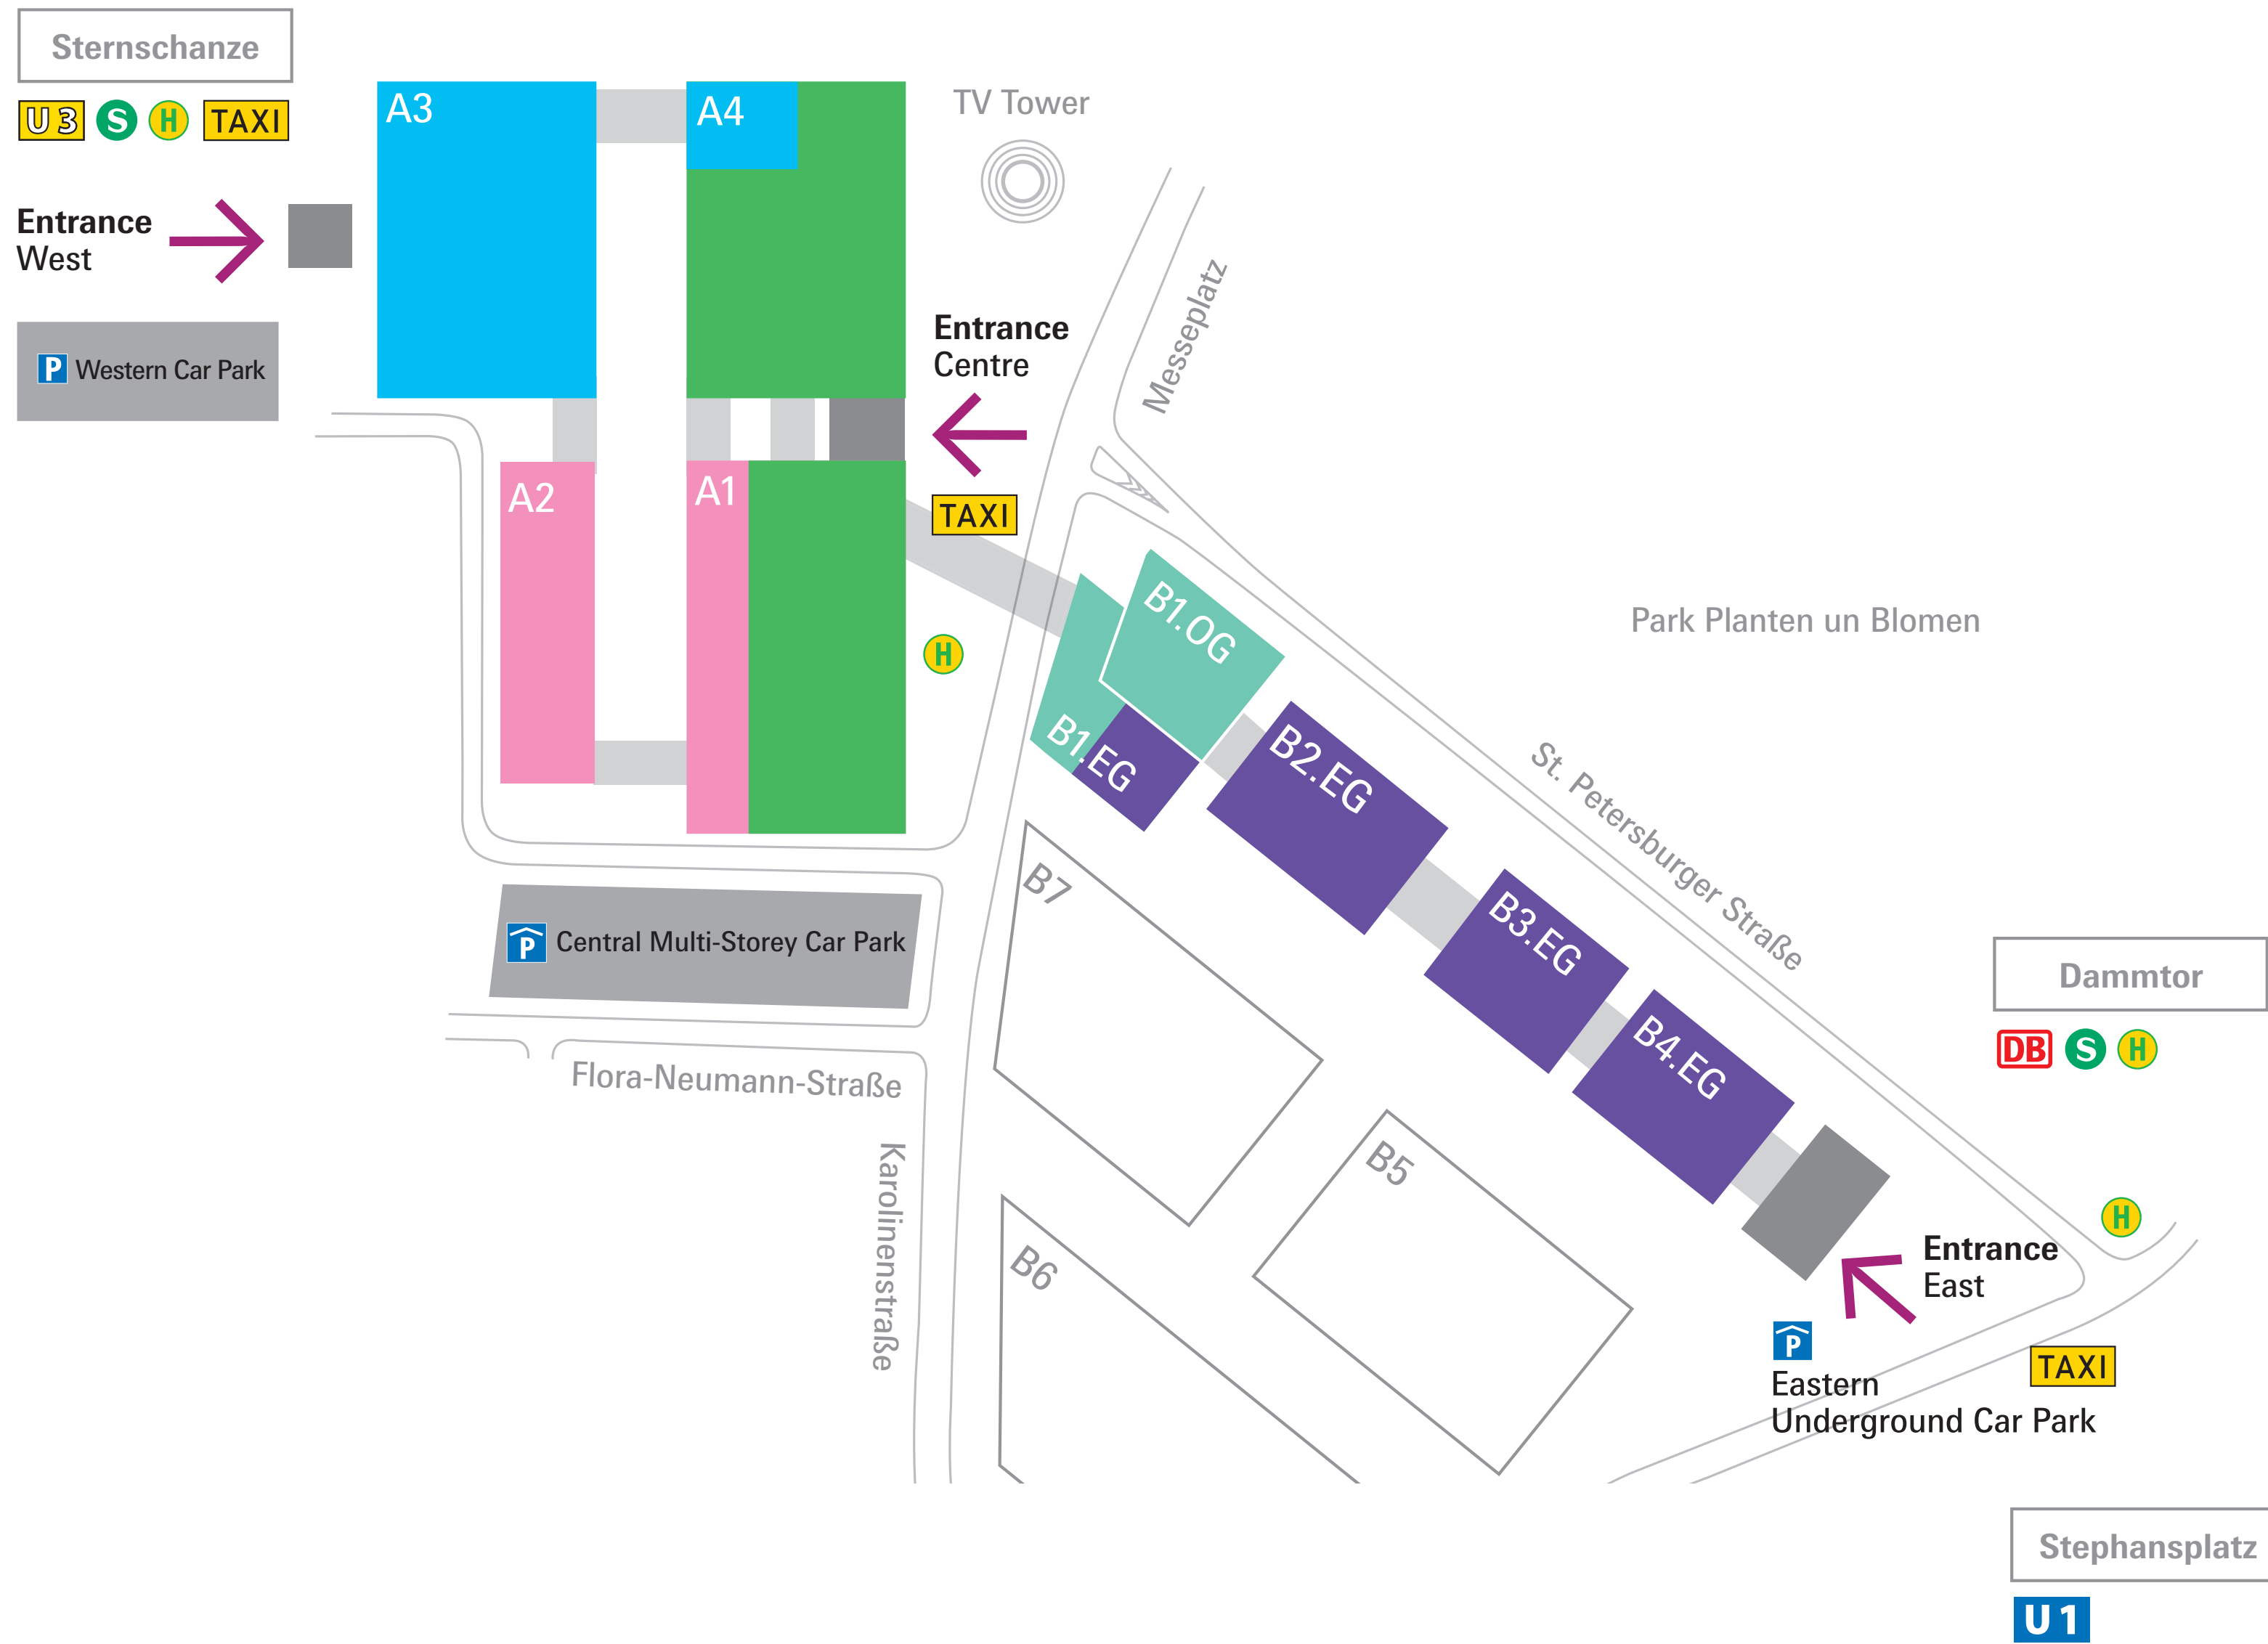 Sternschanze
U3 S H TAXI
Entrance
West
P Western Car Park
A3
A4
TV Tower
Messeplatz
Entrance
Centre
TAXI
A2
A1
H
B1.OG
B1.EG
B2.EG
B3.EG
B4.EG
Park Planten un Blomen
St. Petersburger Straße
B7
P Central Multi-Storey Car Park
Flora-Neumann-Straße
Karolinenstraße
B5
B6
Dammtor
DB S H
H
Entrance
East
P
Eastern
Underground Car Park
TAXI
Stephansplatz
U1